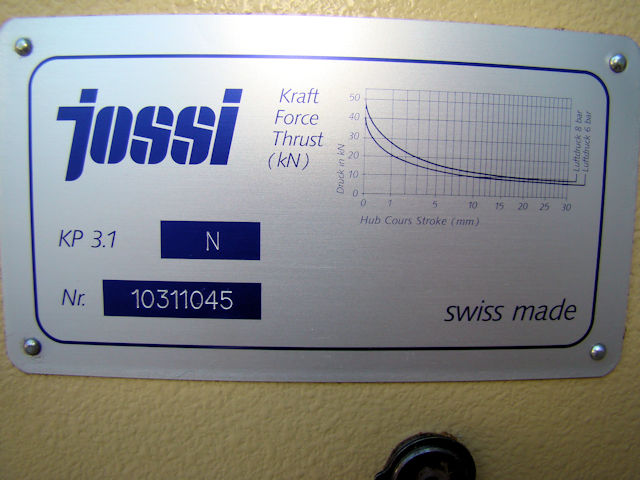 jossi
Kraft
Force
Thrust
(kN)
Druck in kN
50
40
30
20
10
0
0 1 5 10 15 20 25 30
Hub Cours Stroke (mm)
Luftdruck 8 bar
Luftdruck 6 bar
KP 3.1 N
Nr. 10311045
swiss made